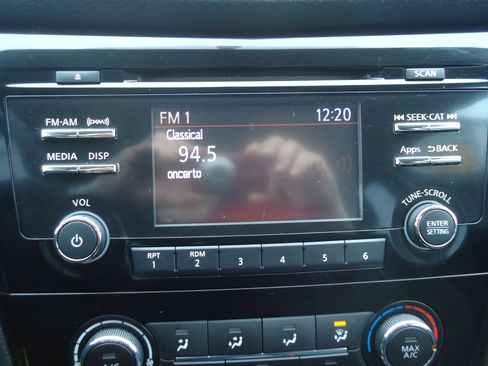 SCAN
FM·AM
SEEK·CAT
FM 1 12:20
Classical
94.5
oncerto
MEDIA DISP
Apps BACK
VOL
TUNE·SCROLL
ENTER
SETTING
RPT
1
RDM
2
3
4
5
6
MAX
A/C